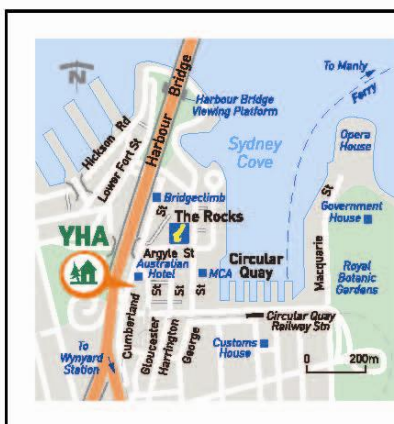 N
To Manly
Ferry
Harbour Bridge
Viewing Platform
Harbour Bridge
Hickson Rd
Lower Fort St
Sydney
Cove
Opera
House
Bridgeclimb
St
The Rocks
Government
House
YHA
Argyle St
Australian
Hotel
MCA
Circular
Quay
Macquarie St
Royal
Botanic
Gardens
Cumberland
Gloucester St
Harrington St
George St
Circular Quay
Railway Stn
To
Wynyard
Station
Customs
House
0 200m